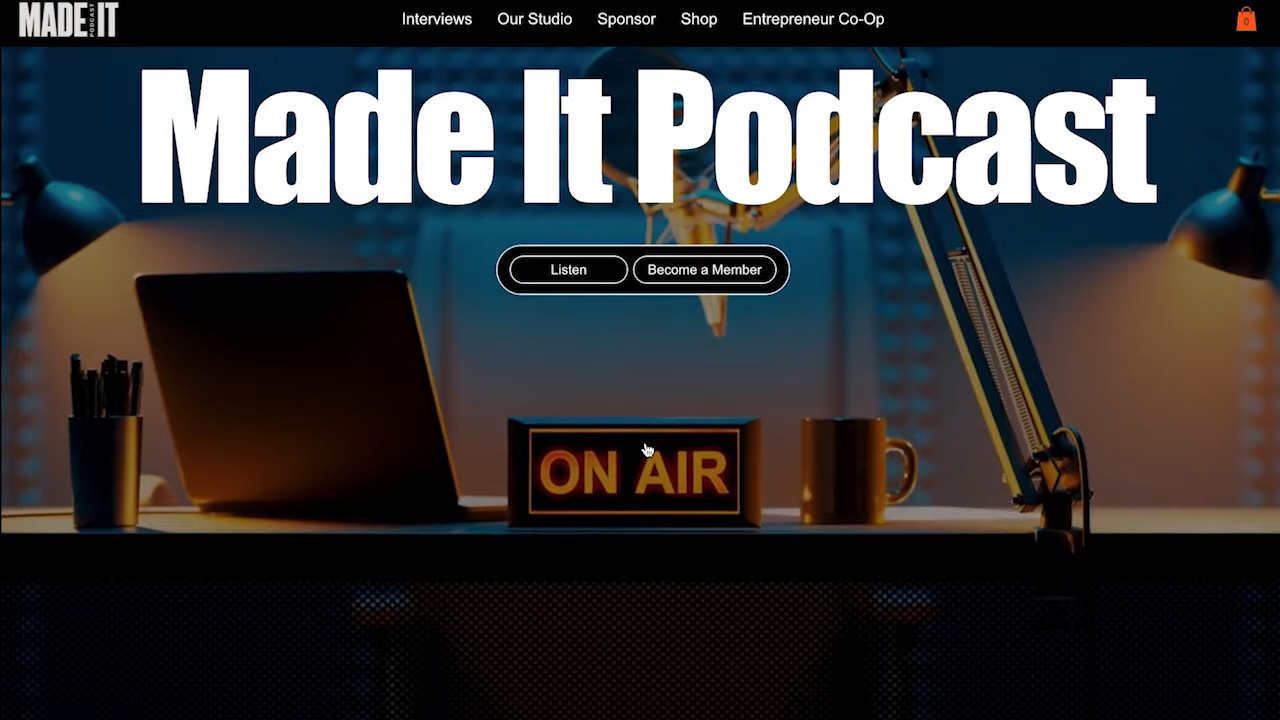 MADE PODCAST IT
Interviews
Our Studio
Sponsor
Shop
Entrepreneur Co-Op
0
Made It Podcast
Listen
Become a Member
ON AIR